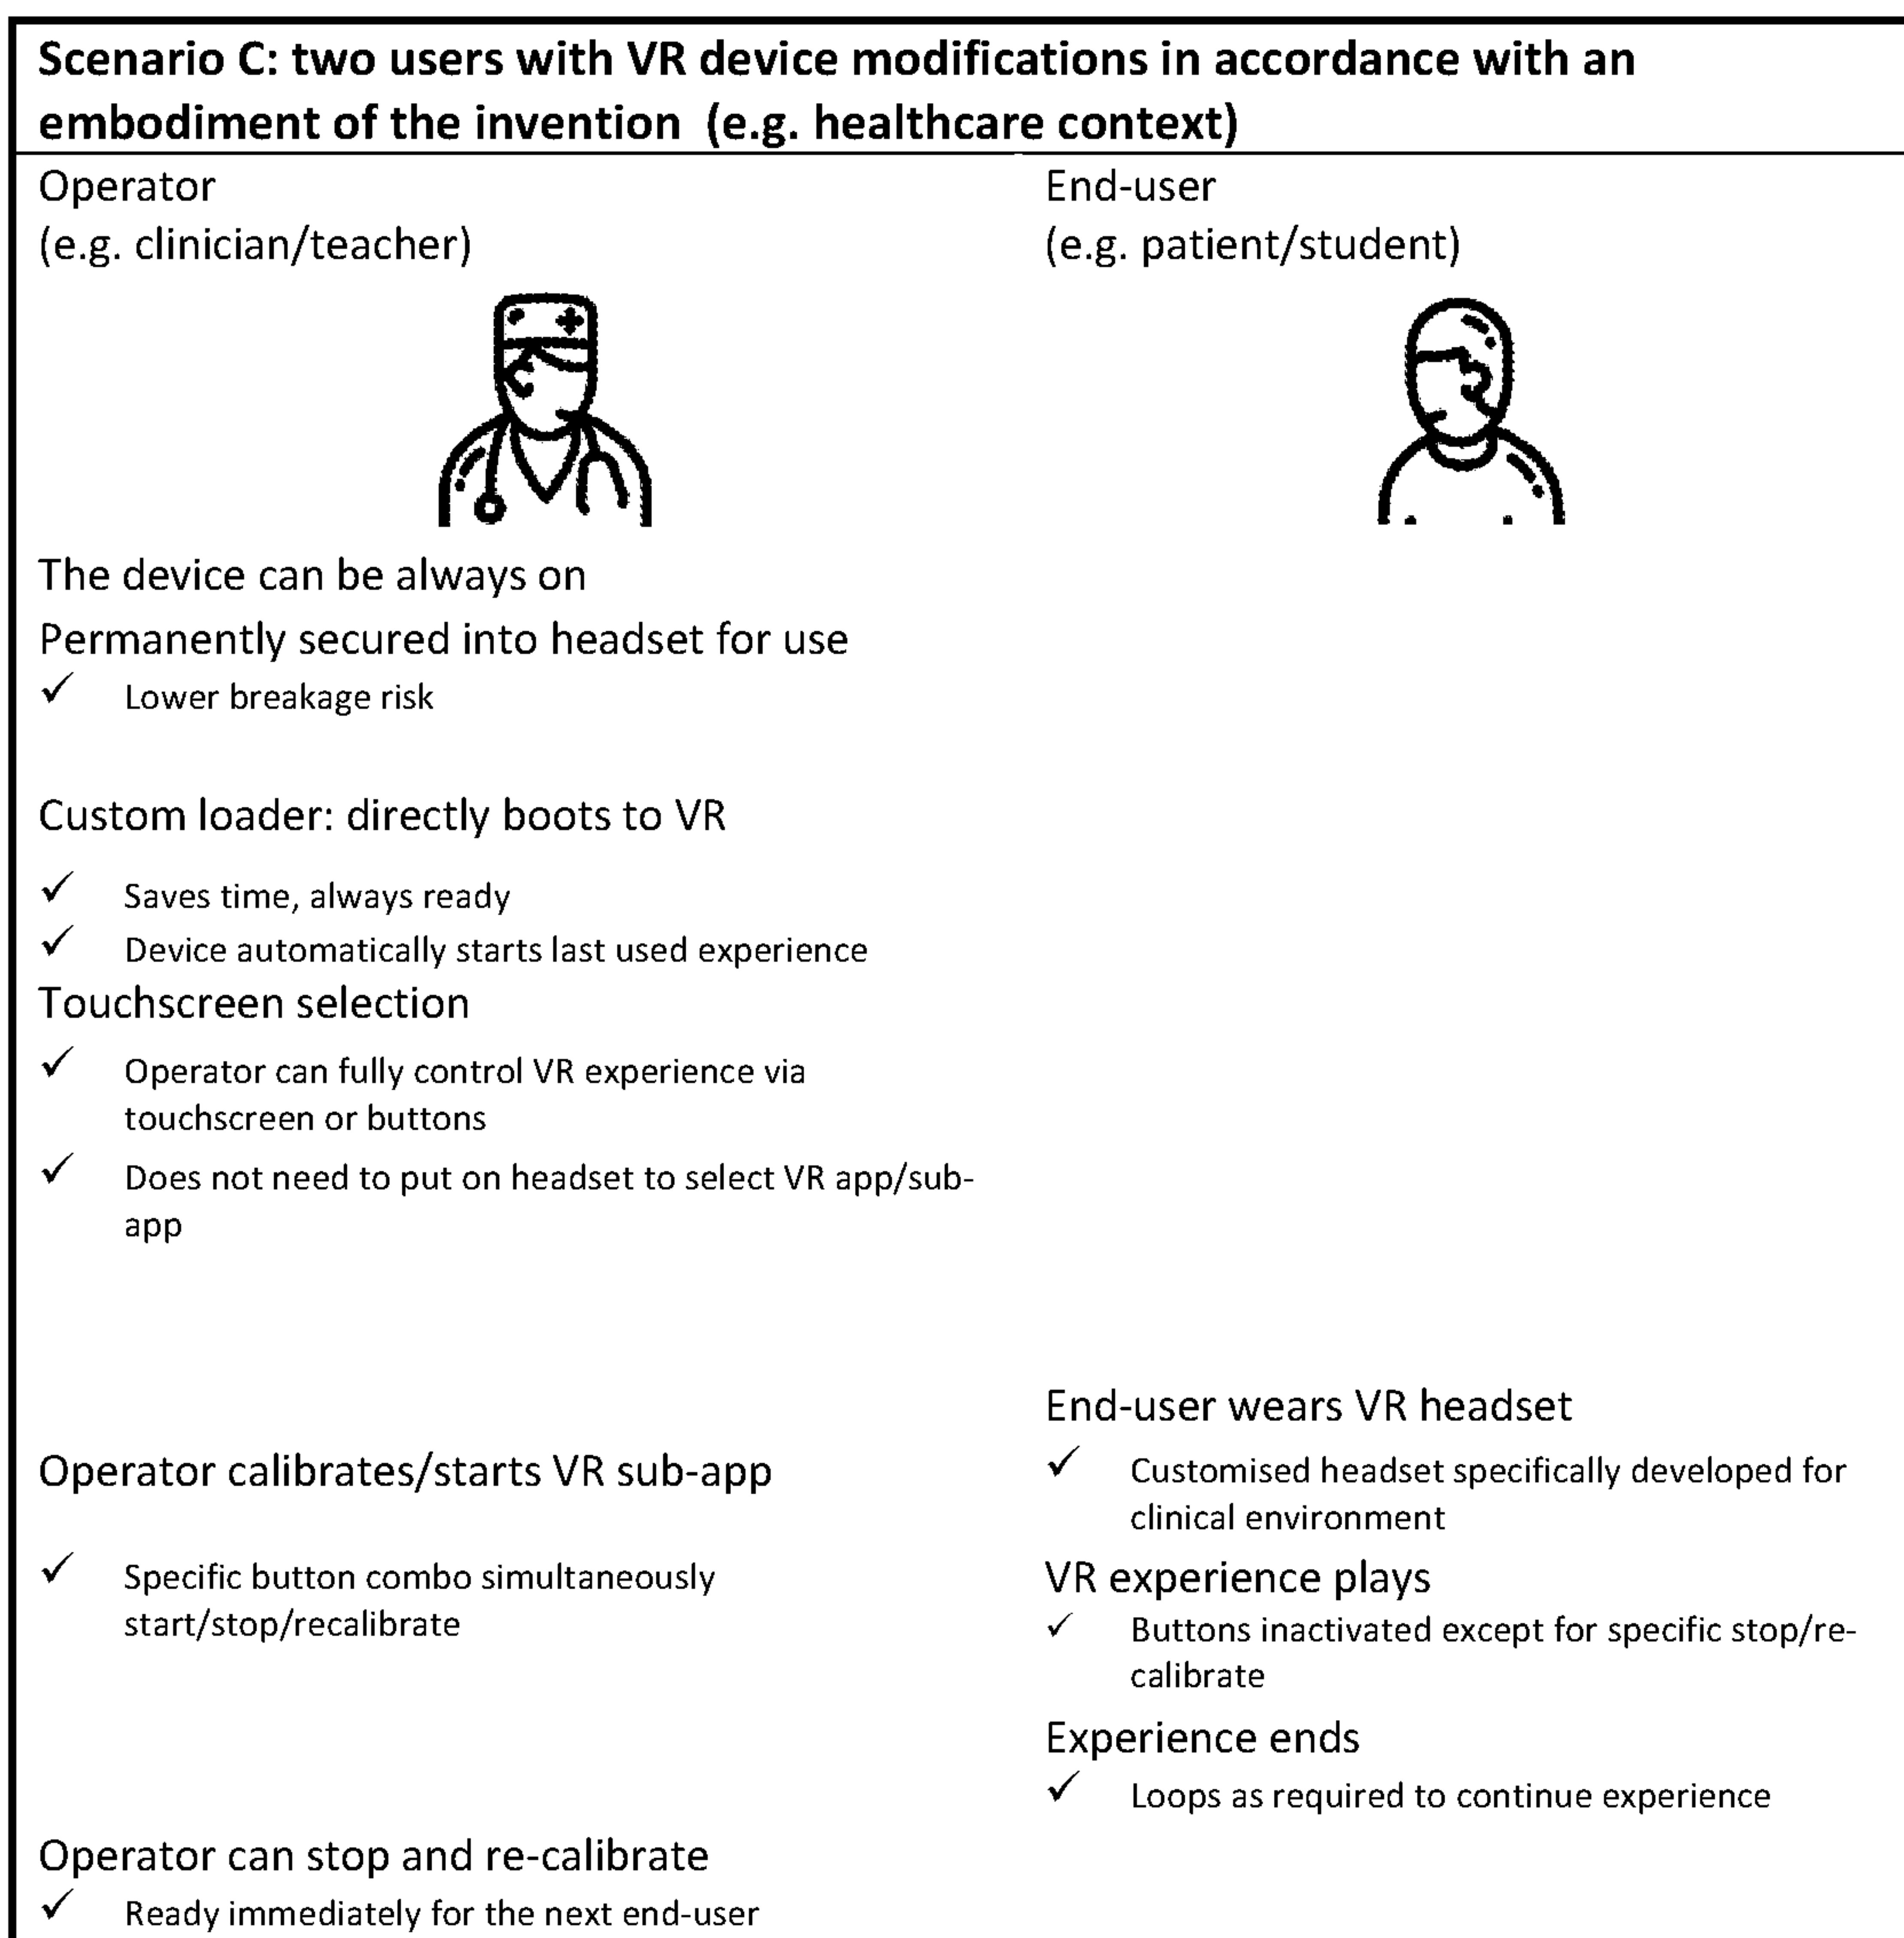 Scenario C: two users with VR device modifications in accordance with an
embodiment of the invention (e.g. healthcare context)
Operator
(e.g. clinician/teacher)
End-user
(e.g. patient/student)
The device can be always on
Permanently secured into headset for use
✓ Lower breakage risk
Custom loader: directly boots to VR
✓ Saves time, always ready
✓ Device automatically starts last used experience
Touchscreen selection
✓ Operator can fully control VR experience via
touchscreen or buttons
✓ Does not need to put on headset to select VR app/sub-
app
End-user wears VR headset
✓ Customised headset specifically developed for
clinical environment
Operator calibrates/starts VR sub-app
✓ Specific button combo simultaneously
start/stop/recalibrate
VR experience plays
✓ Buttons inactivated except for specific stop/re-
calibrate
Experience ends
✓ Loops as required to continue experience
Operator can stop and re-calibrate
✓ Ready immediately for the next end-user